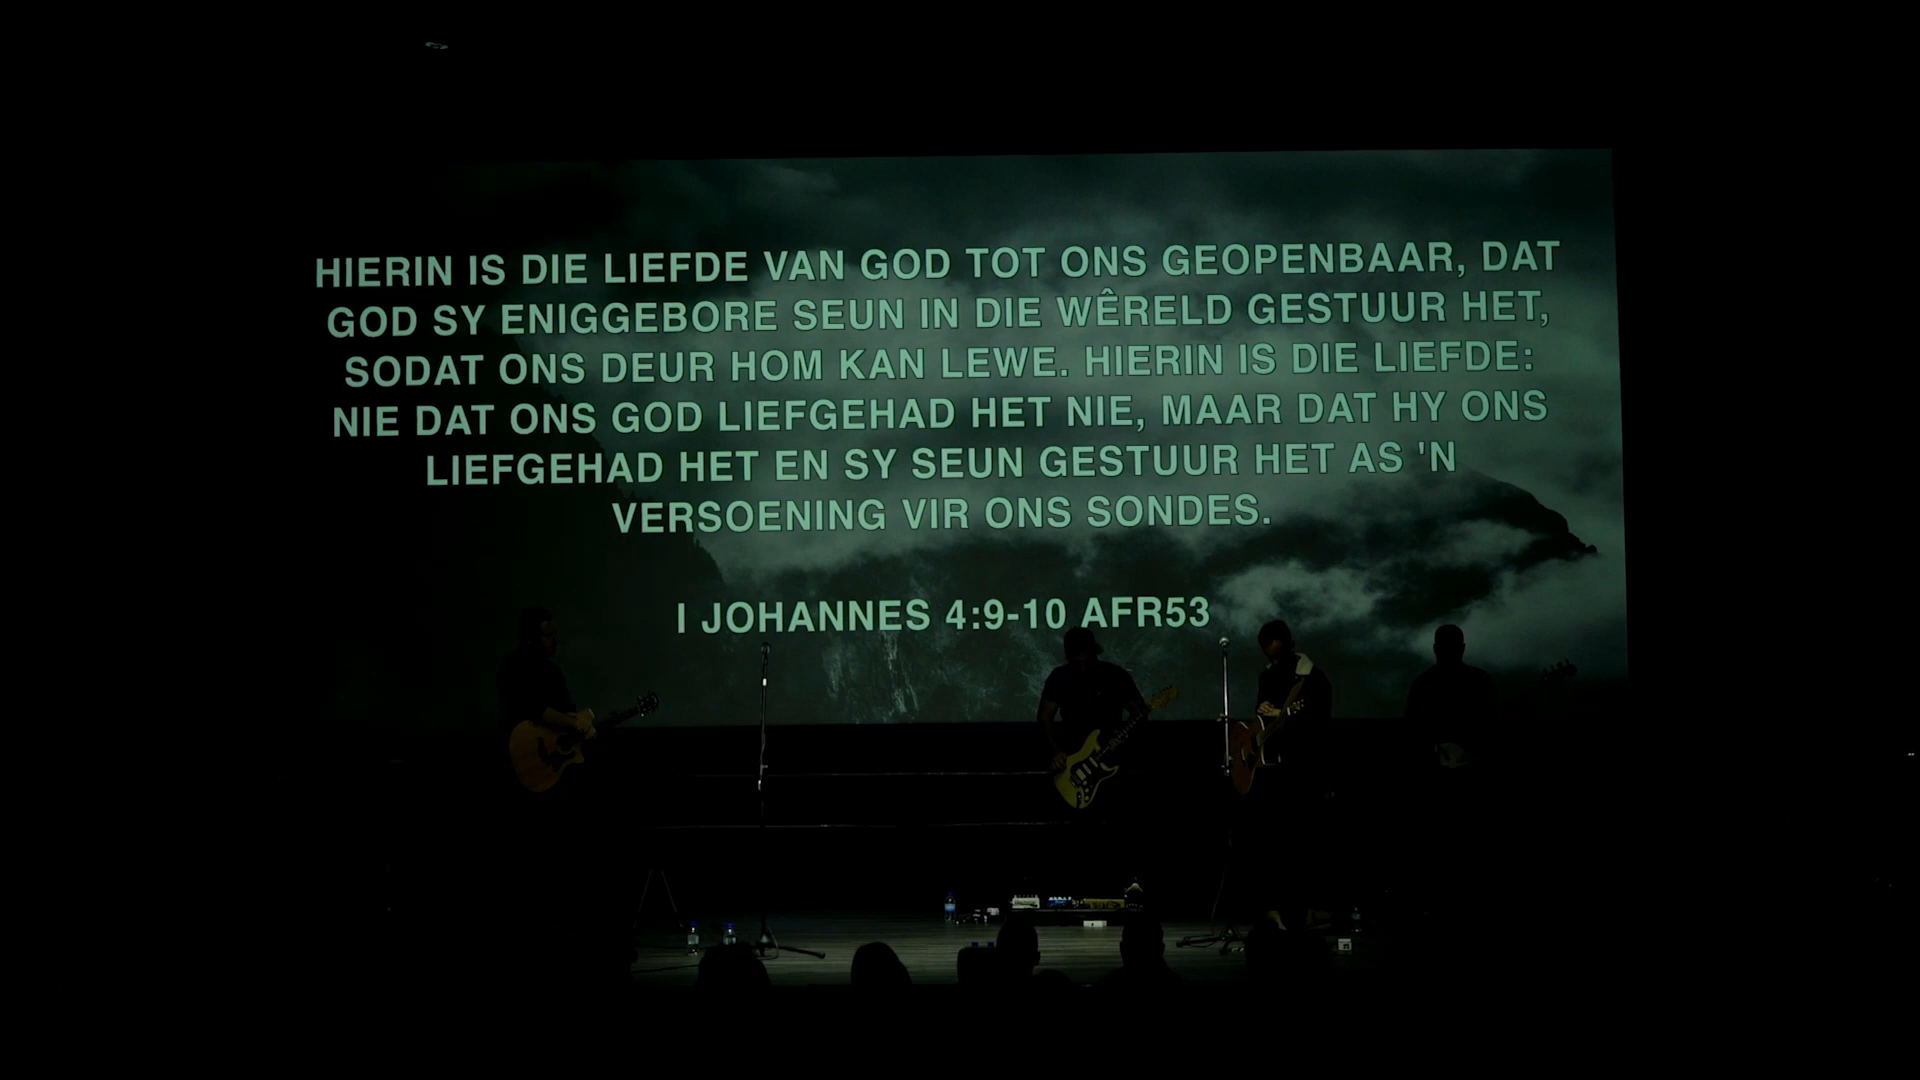 HIERIN IS DIE LIEFDE VAN GOD TOT ONS GEOPENBAAR, DAT
GOD SY ENIGGEBORE SEUN IN DIE WÊRELD GESTUUR HET,
SODAT ONS DEUR HOM KAN LEWE. HIERIN IS DIE LIEFDE:
NIE DAT ONS GOD LIEFGEHAD HET NIE, MAAR DAT HY ONS
LIEFGEHAD HET EN SY SEUN GESTUUR HET AS 'N
VERSOENING VIR ONS SONDES.
I JOHANNES 4:9-10 AFR53